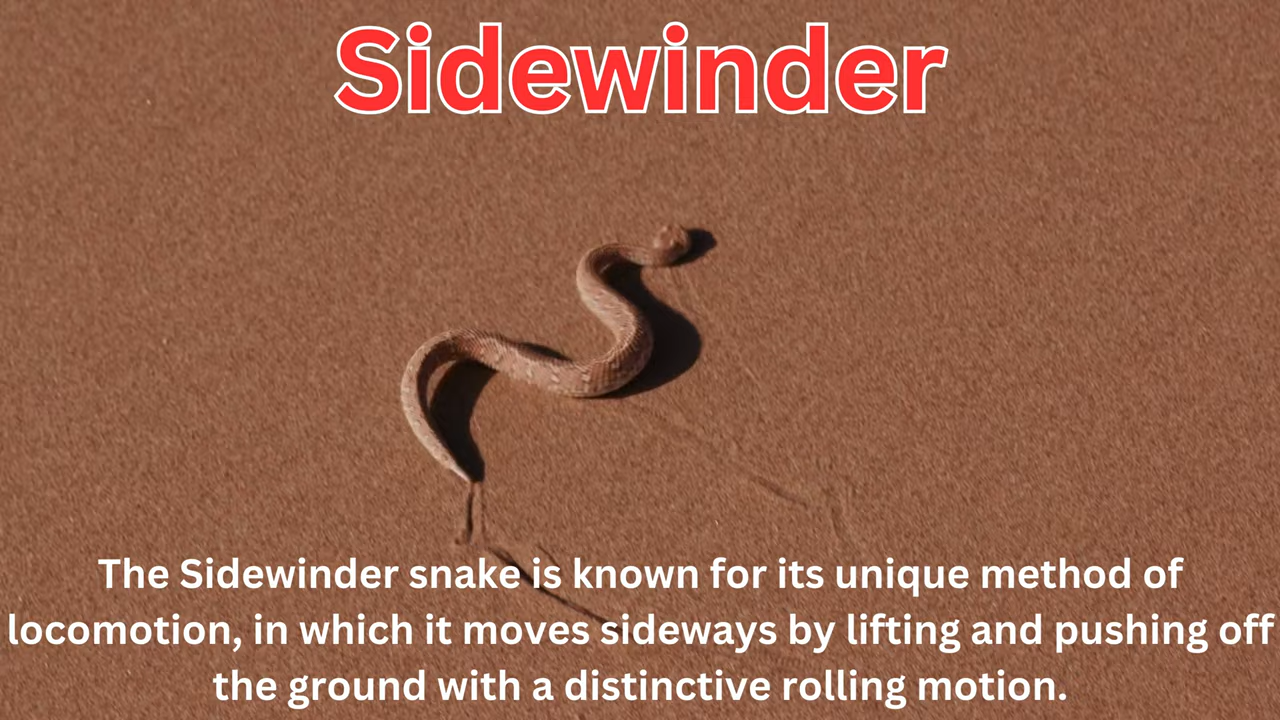 Sidewinder
The Sidewinder snake is known for its unique method of
locomotion, in which it moves sideways by lifting and pushing off
the ground with a distinctive rolling motion.